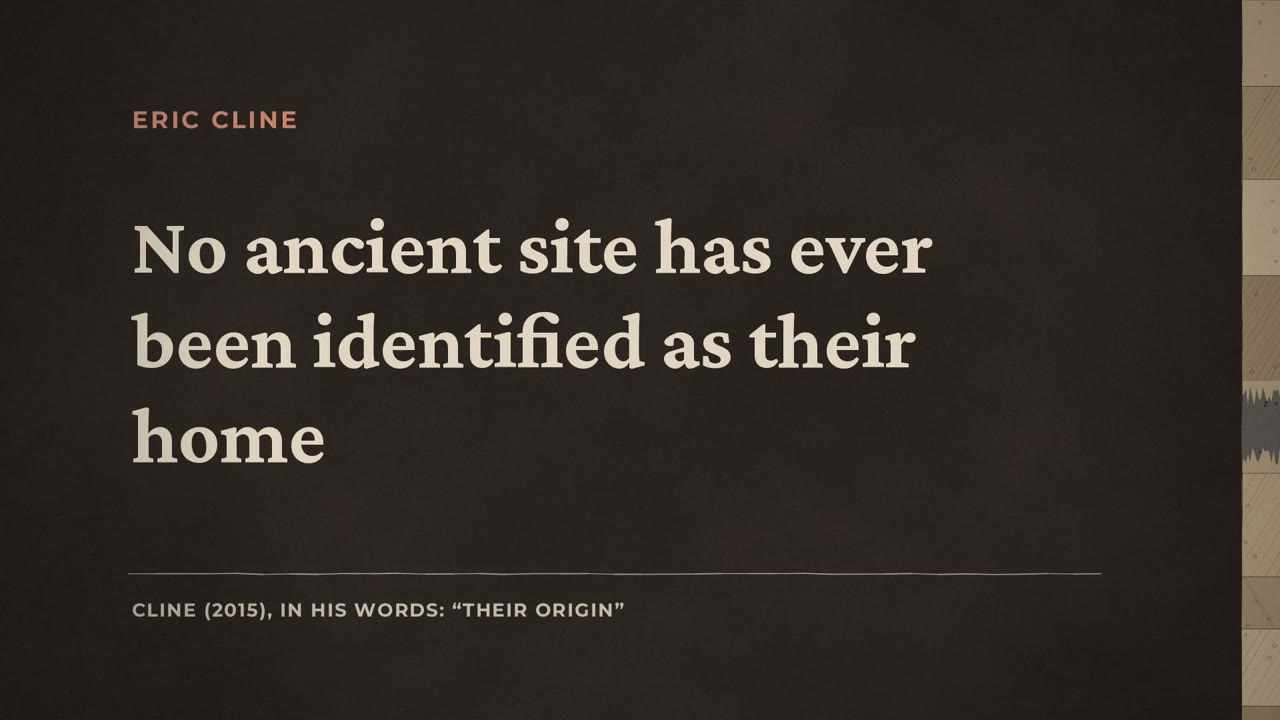 ERIC CLINE
No ancient site has ever
been identified as their
home
CLINE (2015), IN HIS WORDS: “THEIR ORIGIN”